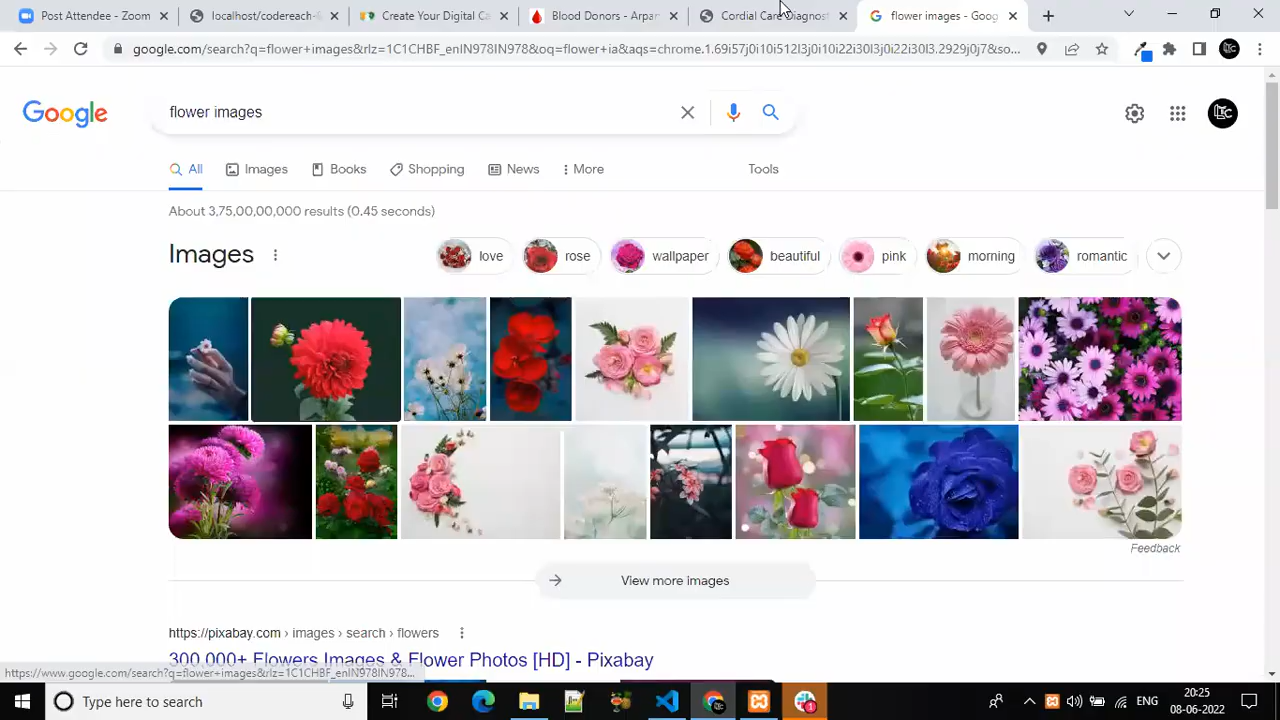 Post Attendee - Zoom
localhost/codereach-
Create Your Digital Ca
Blood Donors - Arpan
Cordial Care Diagnost
flower images - Goog
google.com/search?q=flower+images&rlz=1C1CHBF_enIN978IN978&oq=flower+ia&aqs=chrome.1.69i57j0i10i512l3j0i10i22i30l3j0i22i30l3.2929j0j7&so...
Google
flower images
All
Images
Books
Shopping
News
More
Tools
About 3,75,00,00,000 results (0.45 seconds)
Images
love
rose
wallpaper
beautiful
pink
morning
romantic
Feedback
View more images
https://pixabay.com › images › search › flowers
300,000+ Flowers Images & Flower Photos [HD] - Pixabay
https://www.google.com/search?q=flower+images&rlz=1C1CHBF_enIN978IN978...
Type here to search
ENG
20:25
08-06-2022